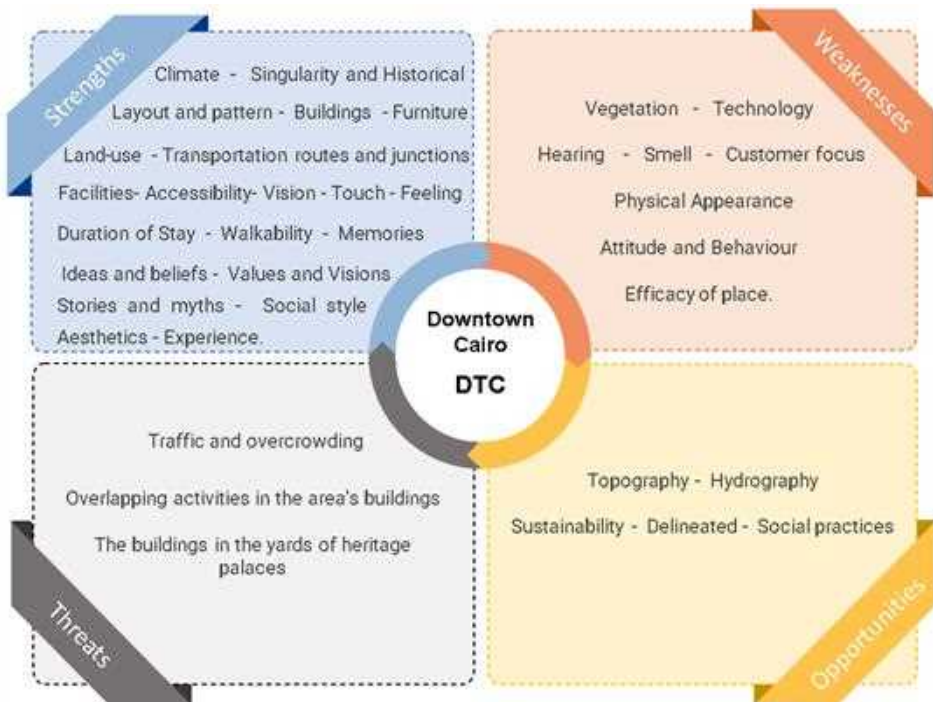 Strengths
Climate - Singularity and Historical
Layout and pattern - Buildings - Furniture
Land-use - Transportation routes and junctions
Facilities- Accessibility- Vision - Touch - Feeling
Duration of Stay - Walkability - Memories
Ideas and beliefs - Values and Visions
Stories and myths - Social style
Aesthetics - Experience.
Weaknesses
Vegetation - Technology
Hearing - Smell - Customer focus
Physical Appearance
Attitude and Behaviour
Efficacy of place.
Downtown
Cairo
DTC
Threats
Traffic and overcrowding
Overlapping activities in the area's buildings
The buildings in the yards of heritage
palaces
Opportunities
Topography - Hydrography
Sustainability - Delineated - Social practices